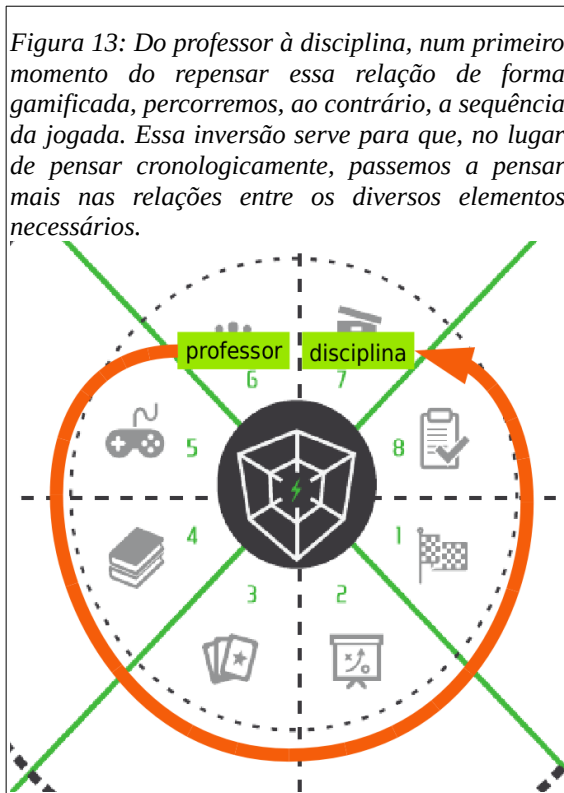 Figura 13: Do professor à disciplina, num primeiro
momento do repensar essa relação de forma
gamificada, percorremos, ao contrário, a sequência
da jogada. Essa inversão serve para que, no lugar
de pensar cronologicamente, passemos a pensar
mais nas relações entre os diversos elementos
necessários.
professor disciplina
6 7
5 8
4 1
3 2